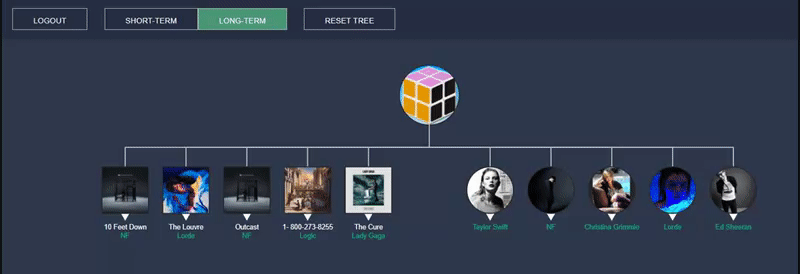 LOGOUT
SHORT-TERM
LONG-TERM
RESET TREE
10 Feet Down
NF
The Louvre
Lorde
Outcast
NF
1- 800-273-8255
Logic
The Cure
Lady Gaga
Taylor Swift
NF
Christina Grimmie
Lorde
Ed Sheeran